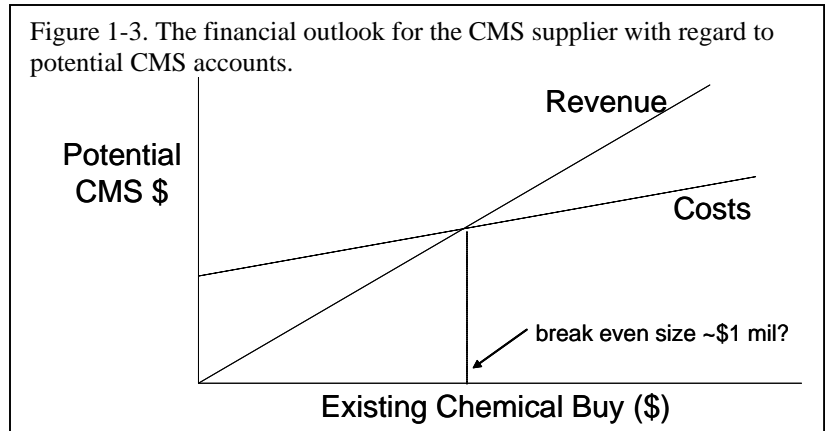 Figure 1-3. The financial outlook for the CMS supplier with regard to
potential CMS accounts.
Revenue
Potential
CMS $
Costs
break even size ~$1 mil?
Existing Chemical Buy ($)